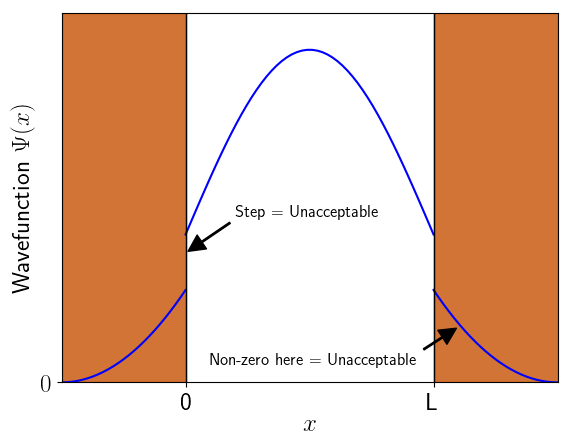 Wavefunction Ψ(x)
Step = Unacceptable
Non-zero here = Unacceptable
0
0 L
x